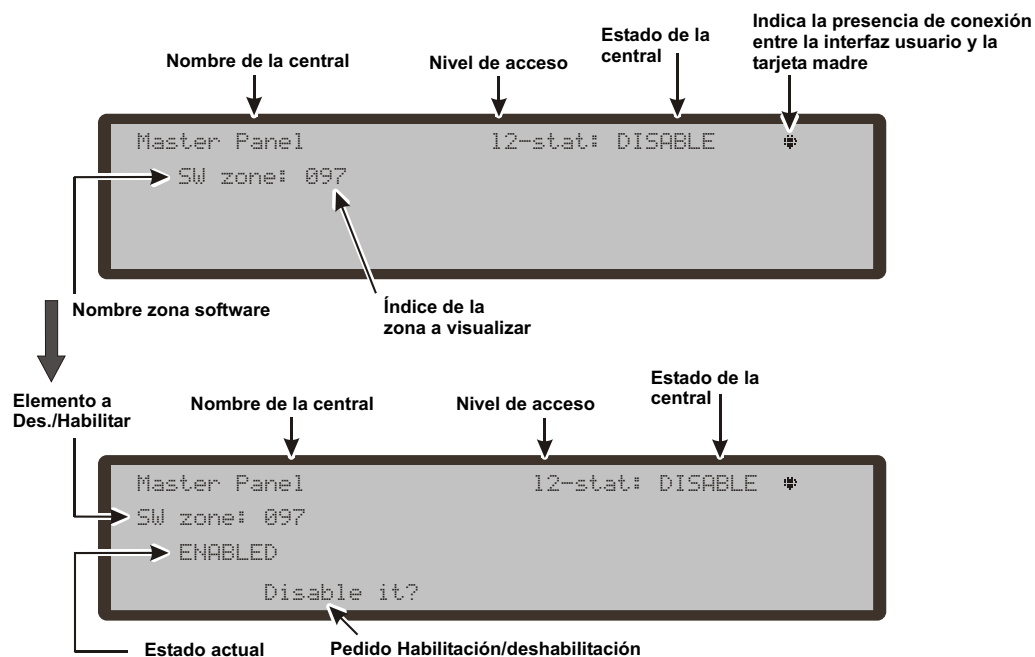 Indica la presencia de conexión
entre la interfaz usuario y la
tarjeta madre
Estado de la
central
Nombre de la central
Nivel de acceso
Master Panel l2-stat: DISABLE
SW zone: 097
Nombre zona software
Índice de la
zona a visualizar
Elemento a
Des./Habilitar
Nombre de la central
Nivel de acceso
Estado de la
central
Master Panel l2-stat: DISABLE
SW zone: 097
ENABLED
Disable it?
Estado actual
Pedido Habilitación/deshabilitación